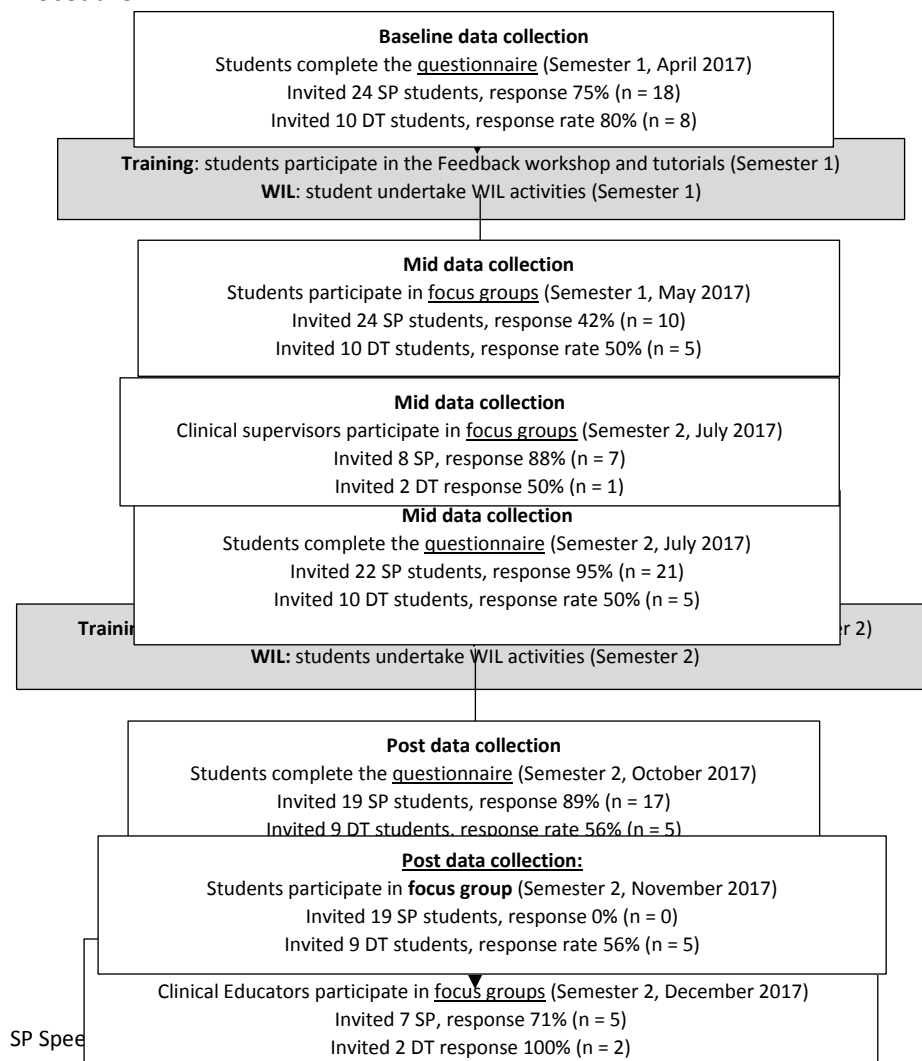 Baseline data collection
Students complete the questionnaire (Semester 1, April 2017)
Invited 24 SP students, response 75% (n = 18)
Invited 10 DT students, response rate 80% (n = 8)
Training: students participate in the Feedback workshop and tutorials (Semester 1)
WIL: student undertake WIL activities (Semester 1)
Mid data collection
Students participate in focus groups (Semester 1, May 2017)
Invited 24 SP students, response 42% (n = 10)
Invited 10 DT students, response rate 50% (n = 5)
Mid data collection
Clinical supervisors participate in focus groups (Semester 2, July 2017)
Invited 8 SP, response 88% (n = 7)
Invited 2 DT response 50% (n = 1)
Mid data collection
Students complete the questionnaire (Semester 2, July 2017)
Invited 22 SP students, response 95% (n = 21)
Invited 10 DT students, response rate 50% (n = 5)
2)
WIL: students undertake WIL activities (Semester 2)
Post data collection
Students complete the questionnaire (Semester 2, October 2017)
Invited 19 SP students, response 89% (n = 17)
Invited 9 DT students, response rate 56% (n = 5)
Post data collection:
Students participate in focus group (Semester 2, November 2017)
Invited 19 SP students, response 0% (n = 0)
Invited 9 DT students, response rate 56% (n = 5)
Clinical Educators participate in focus groups (Semester 2, December 2017)
Invited 7 SP, response 71% (n = 5)
Invited 2 DT response 100% (n = 2)
SP